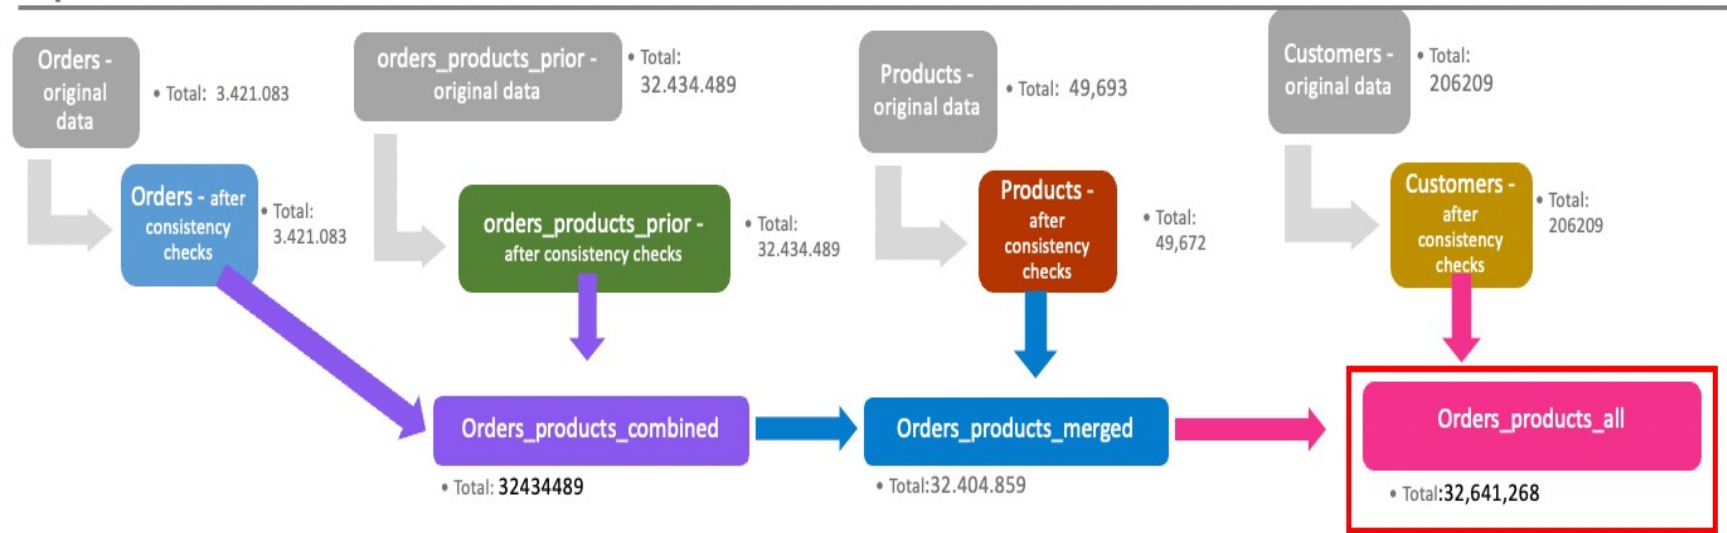 Orders -
original
data
• Total: 3.421.083
orders_products_prior -
original data
• Total:
32.434.489
Products -
original data
• Total: 49,693
Customers -
original data
• Total:
206209
Orders - after
consistency
checks
• Total:
3.421.083
orders_products_prior -
after consistency checks
• Total:
32.434.489
Products -
after
consistency
checks
• Total:
49,672
Customers -
after
consistency
checks
• Total:
206209
Orders_products_combined
• Total: 32434489
Orders_products_merged
• Total:32.404.859
Orders_products_all
• Total:32,641,268